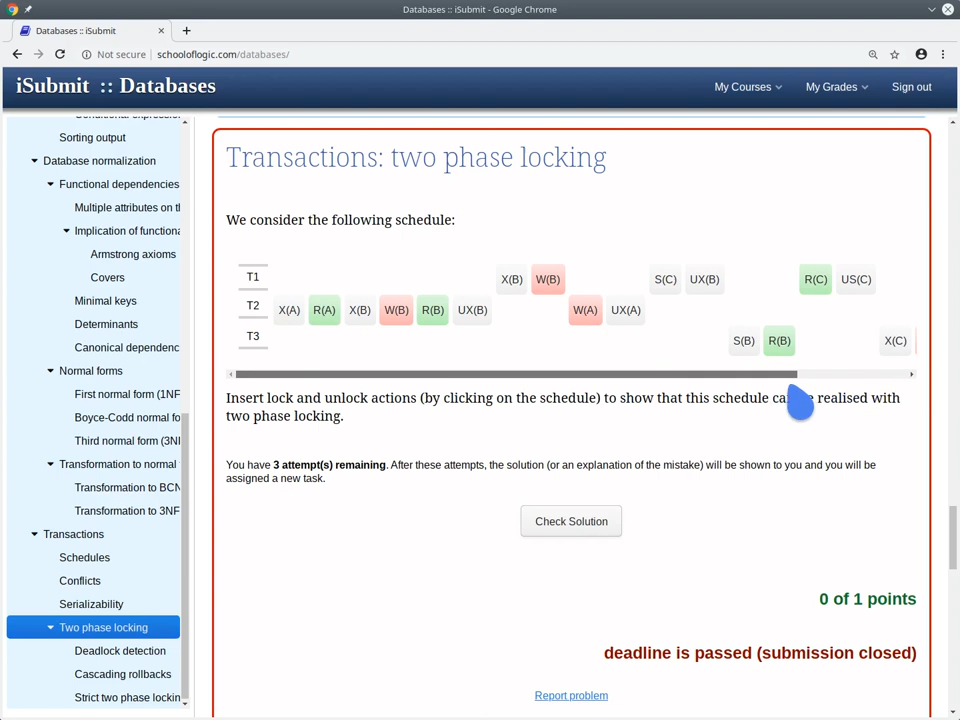 Databases :: iSubmit - Google Chrome
Databases :: iSubmit
Not secure | schooloflogic.com/databases/
iSubmit :: Databases
My Courses
My Grades
Sign out
Sorting output
Database normalization
Functional dependencies
Multiple attributes on th
Implication of functiona
Armstrong axioms
Covers
Minimal keys
Determinants
Canonical dependenc
Normal forms
First normal form (1NF
Boyce-Codd normal fo
Third normal form (3NI
Transformation to normal
Transformation to BCN
Transformation to 3NF
Transactions
Schedules
Conflicts
Serializability
Two phase locking
Deadlock detection
Cascading rollbacks
Strict two phase lockin
Transactions: two phase locking
We consider the following schedule:
T1 X(B) W(B) S(C) UX(B) R(C) US(C)
T2 X(A) R(A) X(B) W(B) R(B) UX(B) W(A) UX(A)
T3 S(B) R(B) X(C)
Insert lock and unlock actions (by clicking on the schedule) to show that this schedule realised with
two phase locking.
You have 3 attempt(s) remaining. After these attempts, the solution (or an explanation of the mistake) will be shown to you and you will be
assigned a new task.
Check Solution
0 of 1 points
deadline is passed (submission closed)
Report problem